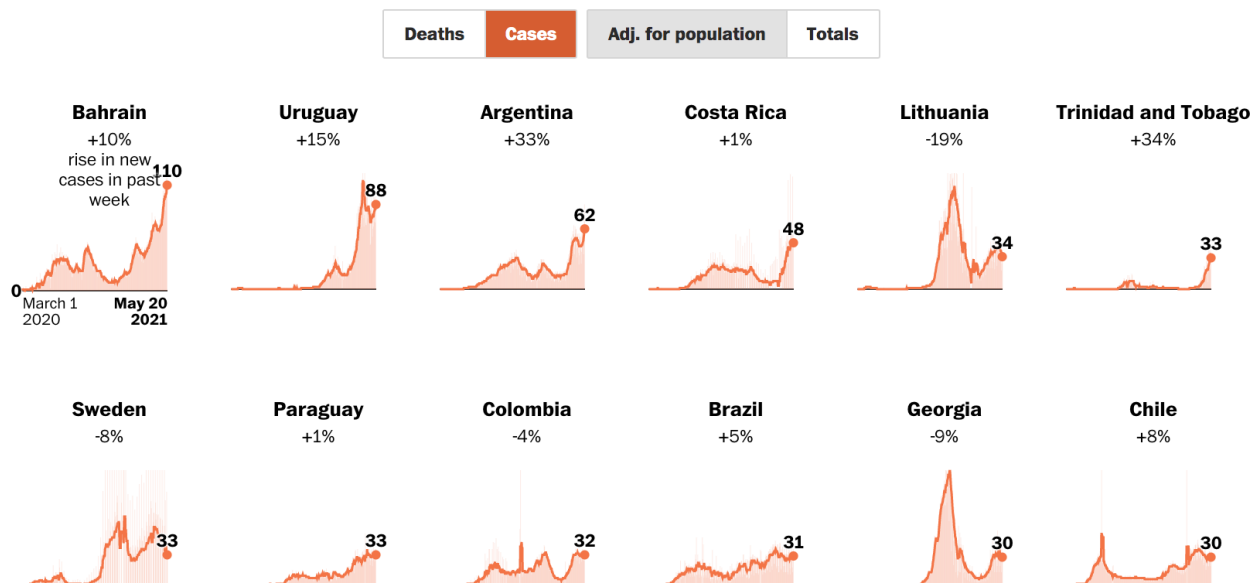 Deaths Cases Adj. for population Totals
Bahrain
+10%
rise in new
cases in past
week
110
0
March 1
2020
May 20
2021
Uruguay
+15%
88
Argentina
+33%
62
Costa Rica
+1%
48
Lithuania
-19%
34
Trinidad and Tobago
+34%
33
Sweden
-8%
33
Paraguay
+1%
33
Colombia
-4%
32
Brazil
+5%
31
Georgia
-9%
30
Chile
+8%
30